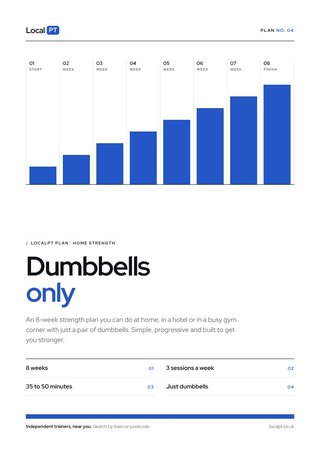 Local PT
PLAN NO. 04
01 02 03 04 05 06 07 08
START WEEK WEEK WEEK WEEK WEEK WEEK FINISH
/ LOCALPT PLAN · HOME STRENGTH
Dumbbells
only
An 8-week strength plan you can do at home, in a hotel or in a busy gym
corner with just a pair of dumbbells. Simple, progressive and built to get
you stronger.
8 weeks 01 3 sessions a week 02
35 to 50 minutes 03 Just dumbbells 04
Independent trainers, near you. Search by town or postcode. localpt.co.uk